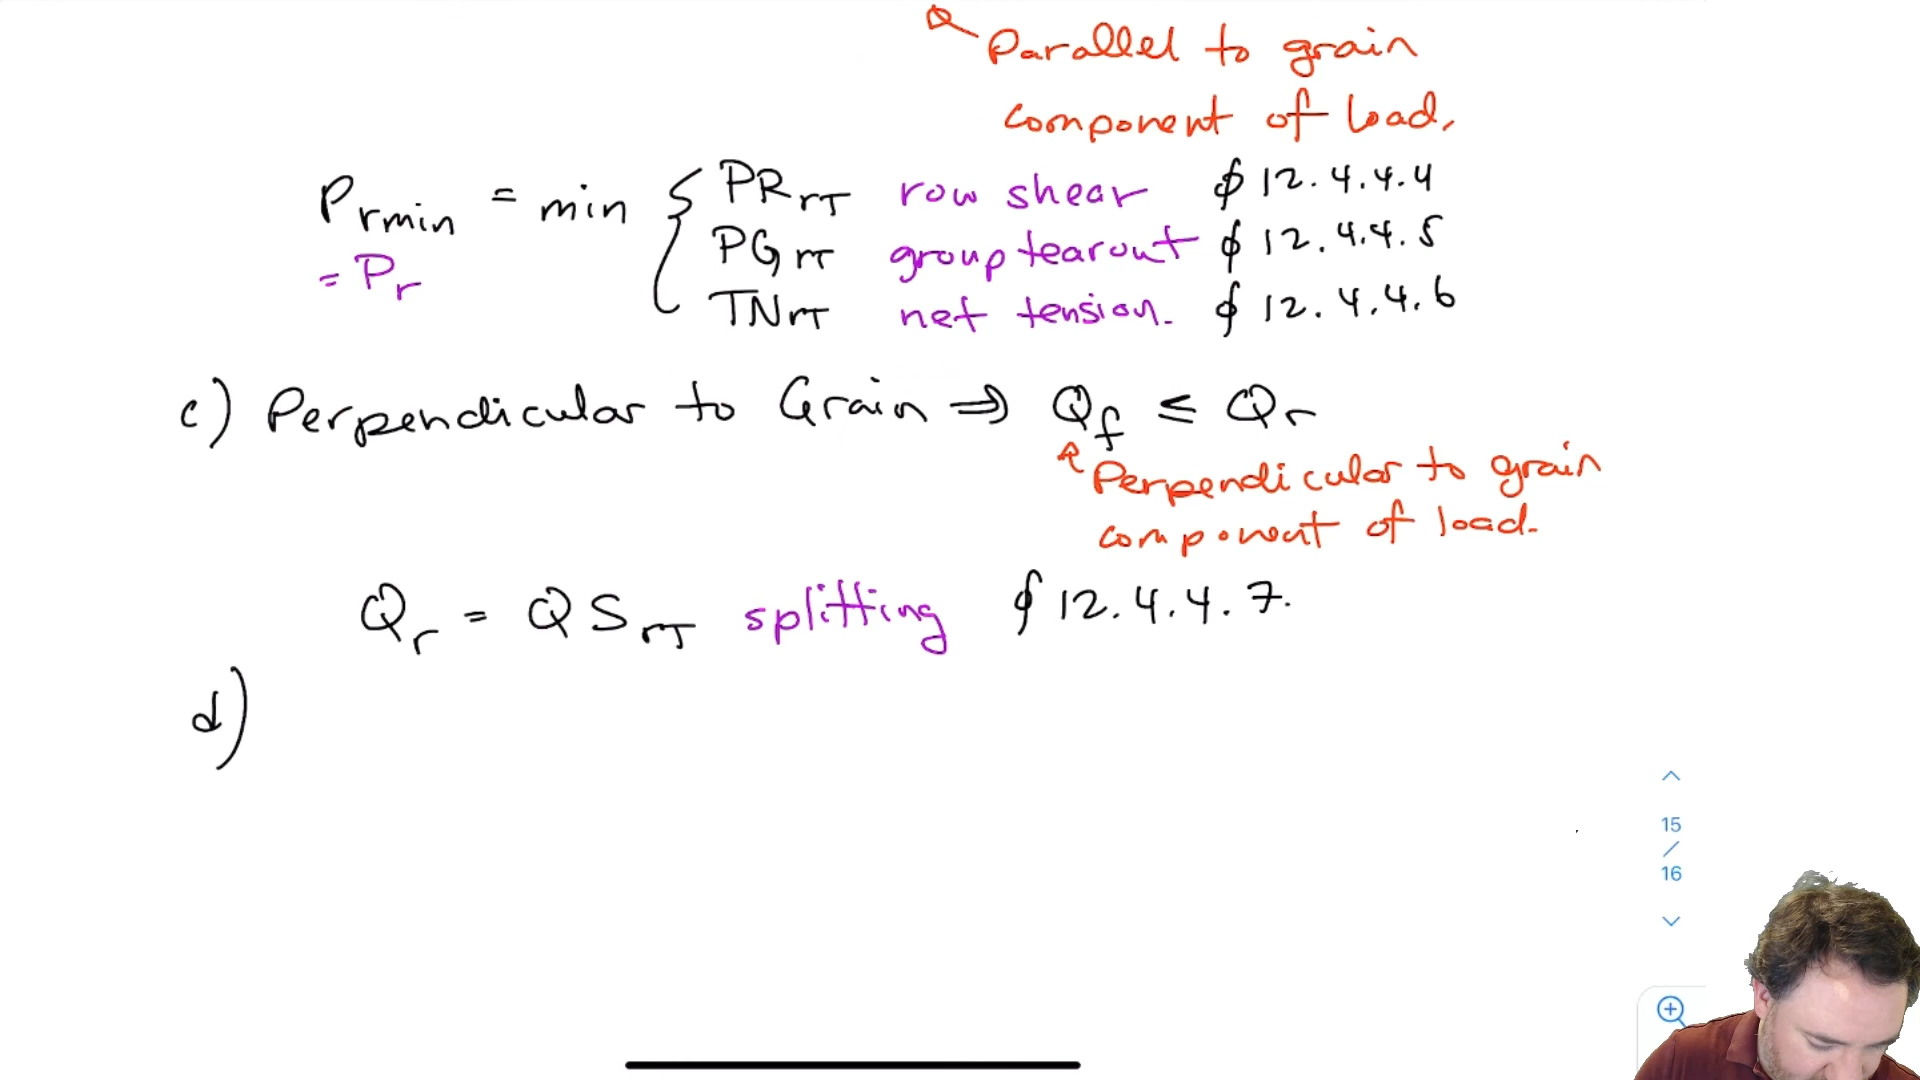 Parallel to grain
component of load.
Prmin = min { PRrT row shear § 12.4.4.4
= Pr
PGrT group tearout § 12.4.4.5
TNrT net tension. § 12.4.4.6
c) Perpendicular to Grain ⇒ Qf ≤ Qr
Perpendicular to grain
component of load.
Qr = QSrT splitting § 12.4.4.7.
d)
15
/
16